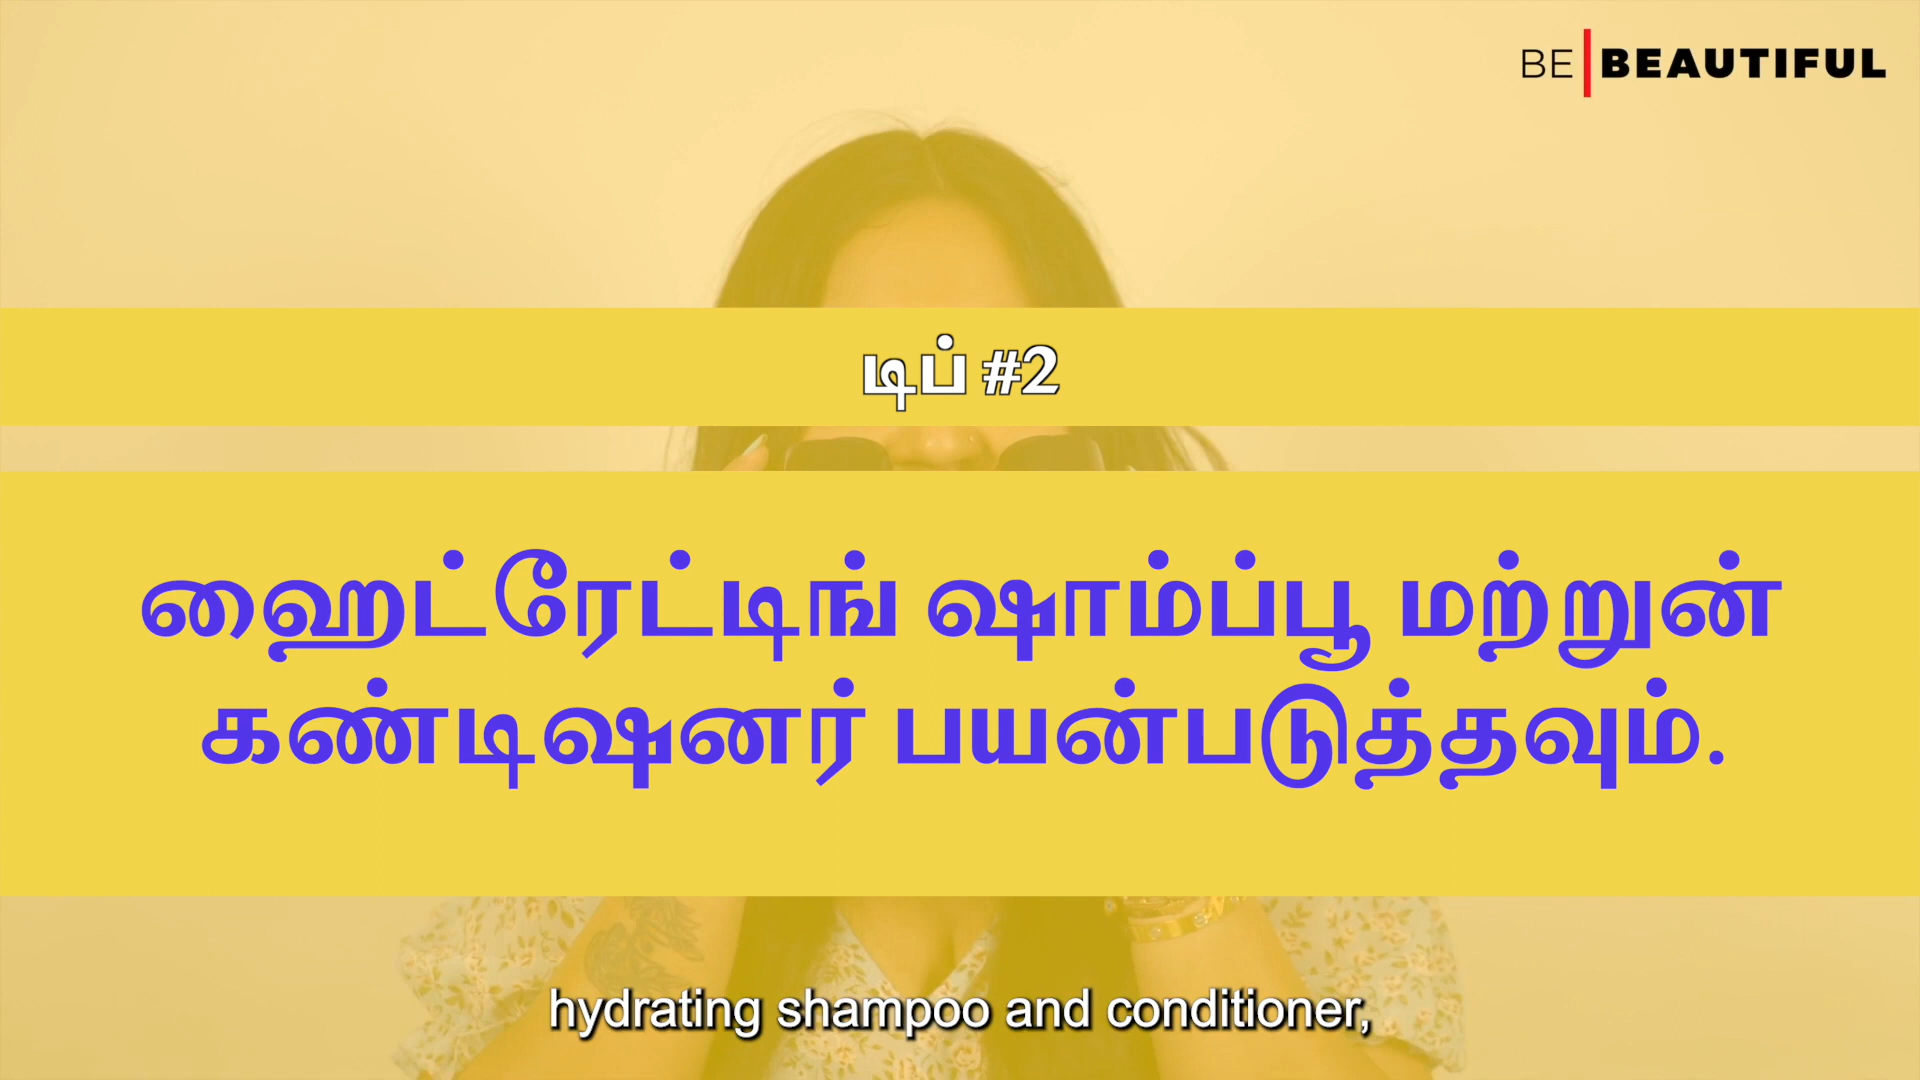 BE BEAUTIFUL
டிப் #2
ஹைட்ரேட்டிங் ஷாம்ப்பூ மற்றுன்
கண்டிஷனர் பயன்படுத்தவும்.
hydrating shampoo and conditioner,